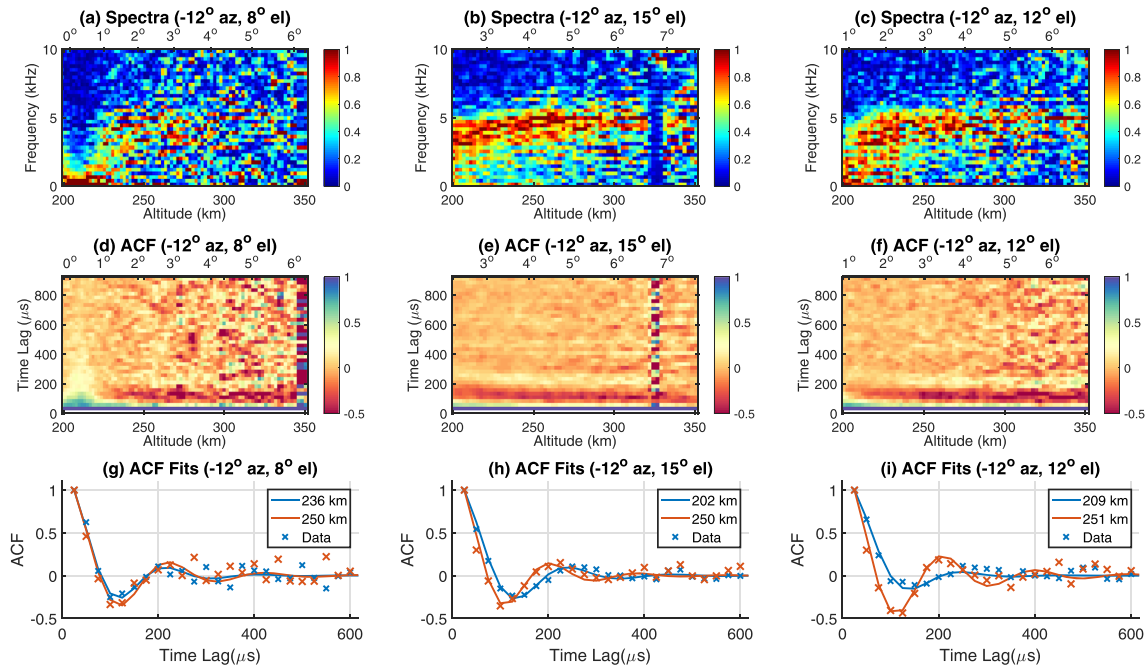 (a) Spectra (-12° az, 8° el)
0° 1° 2° 3° 4° 5° 6°
Frequency (kHz)
10
5
0
200 250 300 350
Altitude (km)
1
0.8
0.6
0.4
0.2
0
(b) Spectra (-12° az, 15° el)
3° 4° 5° 6° 7°
Frequency (kHz)
10
5
0
200 250 300 350
Altitude (km)
1
0.8
0.6
0.4
0.2
0
(c) Spectra (-12° az, 12° el)
1° 2° 3° 4° 5° 6°
Frequency (kHz)
10
5
0
200 250 300 350
Altitude (km)
1
0.8
0.6
0.4
0.2
0
(d) ACF (-12° az, 8° el)
0° 1° 2° 3° 4° 5° 6°
Time Lag (μs)
800
600
400
200
0
200 250 300 350
Altitude (km)
1
0.5
0
-0.5
(e) ACF (-12° az, 15° el)
3° 4° 5° 6° 7°
Time Lag (μs)
800
600
400
200
0
200 250 300 350
Altitude (km)
1
0.5
0
-0.5
(f) ACF (-12° az, 12° el)
1° 2° 3° 4° 5° 6°
Time Lag (μs)
800
600
400
200
0
200 250 300 350
Altitude (km)
1
0.5
0
-0.5
(g) ACF Fits (-12° az, 8° el)
ACF
1
0.5
0
-0.5
236 km
250 km
Data
0 200 400 600
Time Lag(μs)
(h) ACF Fits (-12° az, 15° el)
ACF
1
0.5
0
-0.5
202 km
250 km
Data
0 200 400 600
Time Lag(μs)
(i) ACF Fits (-12° az, 12° el)
ACF
1
0.5
0
-0.5
209 km
251 km
Data
0 200 400 600
Time Lag(μs)